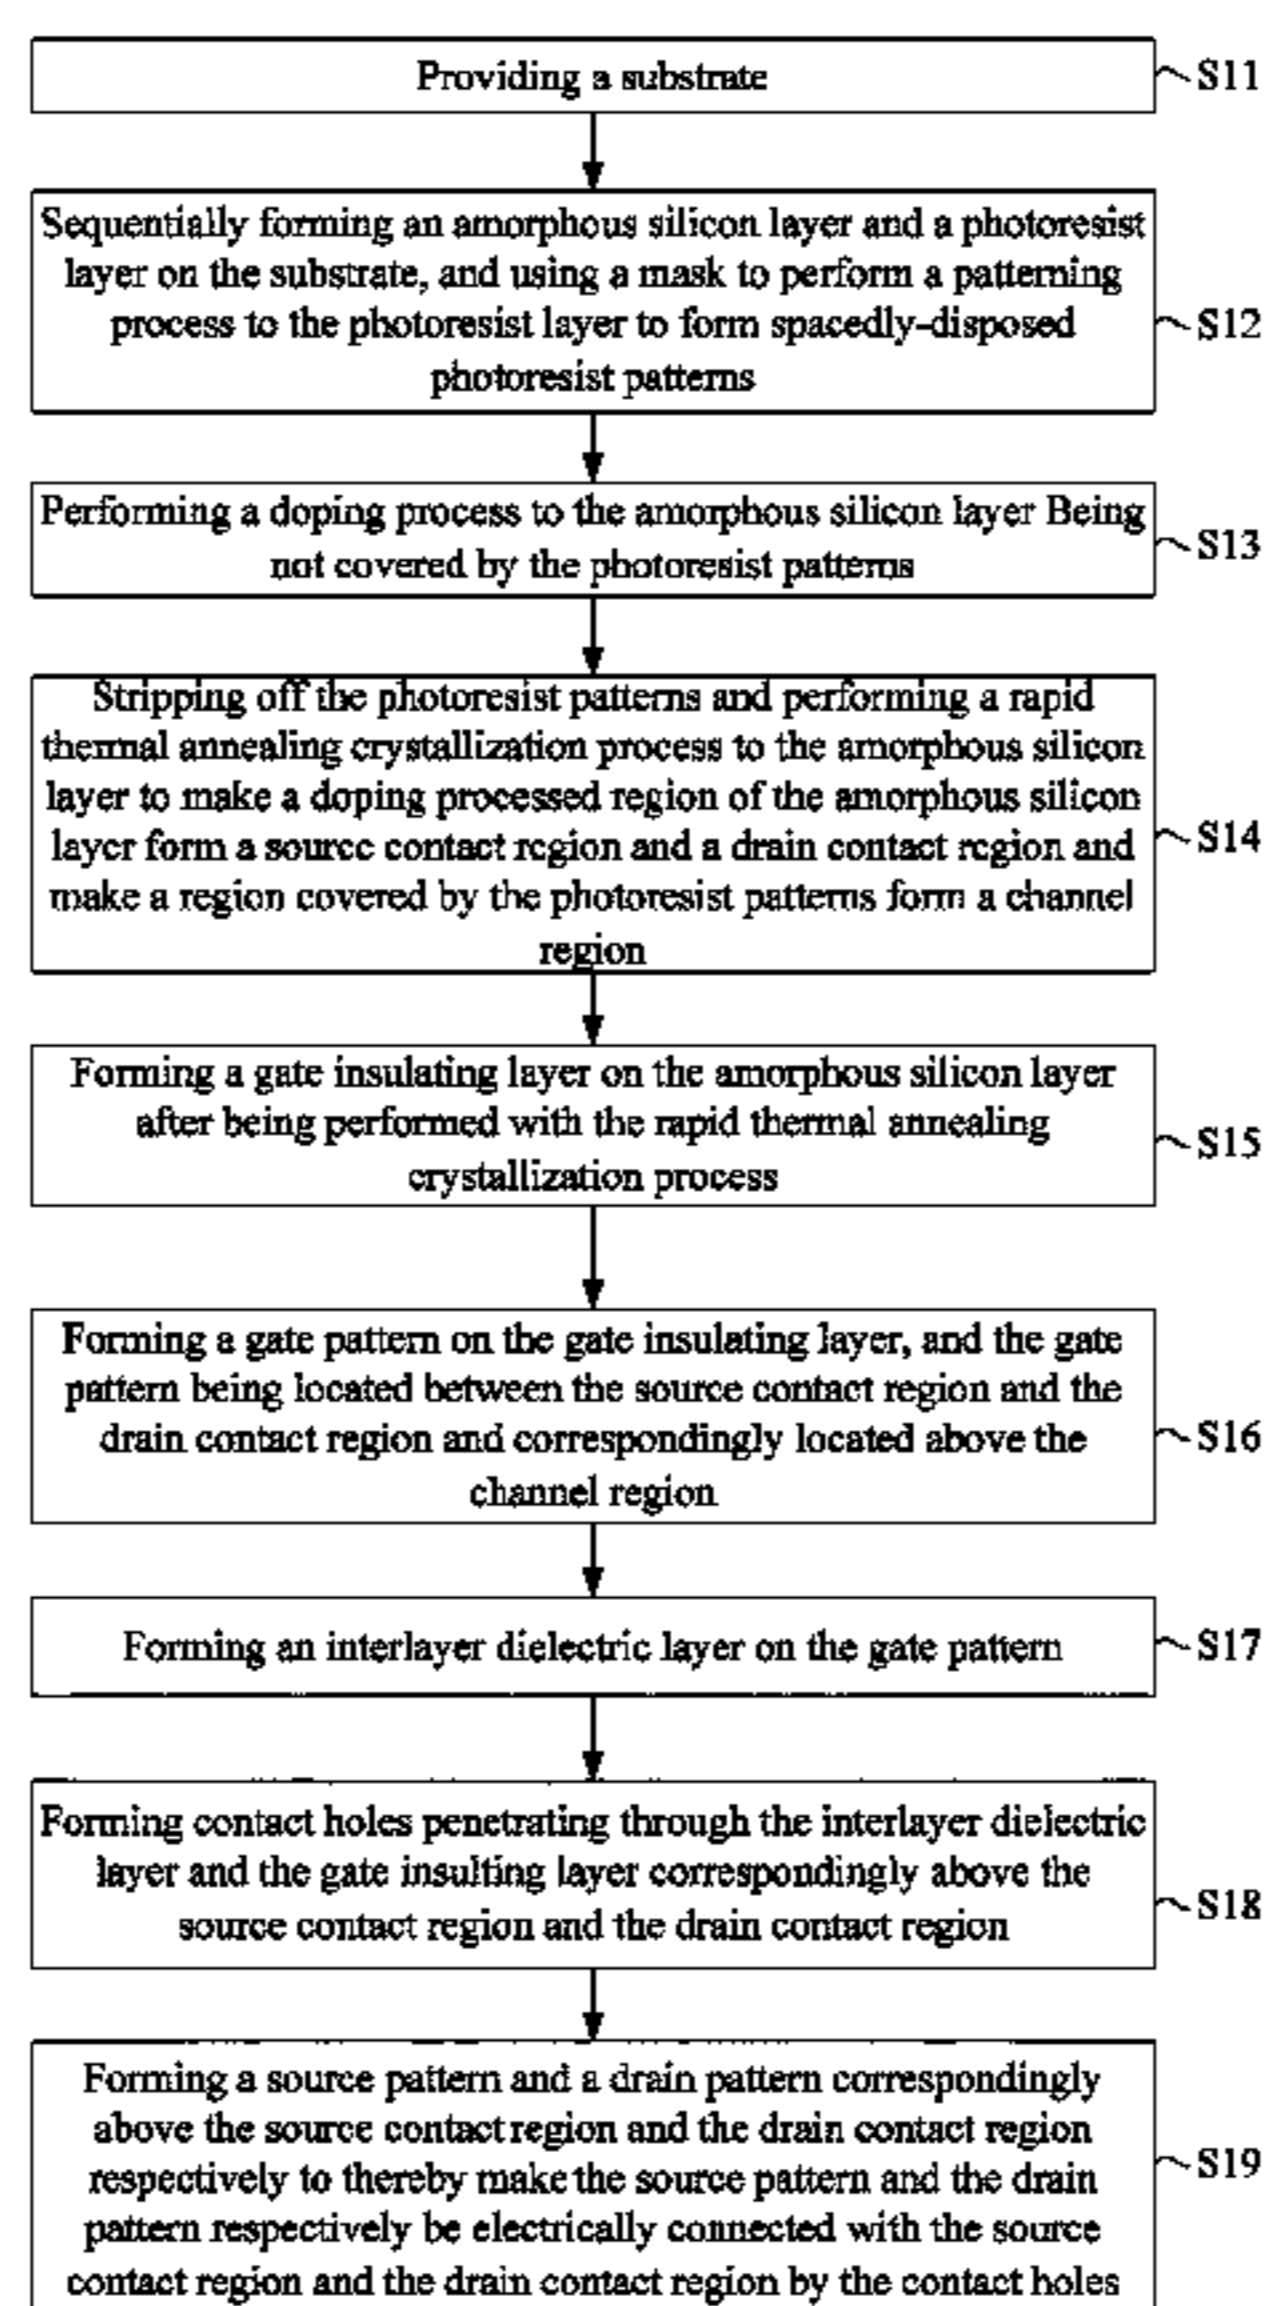 Providing a substrate
S11
Sequentially forming an amorphous silicon layer and a photoresist
layer on the substrate, and using a mask to perform a patterning
process to the photoresist layer to form spacedly-disposed
photoresist patterns
S12
Performing a doping process to the amorphous silicon layer Being
not covered by the photoresist patterns
S13
Stripping off the photoresist patterns and performing a rapid
thermal annealing crystallization process to the amorphous silicon
layer to make a doping processed region of the amorphous silicon
layer form a source contact region and a drain contact region and
make a region covered by the photoresist patterns form a channel
region
S14
Forming a gate insulating layer on the amorphous silicon layer
after being performed with the rapid thermal annealing
crystallization process
S15
Forming a gate pattern on the gate insulating layer, and the gate
pattern being located between the source contact region and the
drain contact region and correspondingly located above the
channel region
S16
Forming an interlayer dielectric layer on the gate pattern
S17
Forming contact holes penetrating through the interlayer dielectric
layer and the gate insulting layer correspondingly above the
source contact region and the drain contact region
S18
Forming a source pattern and a drain pattern correspondingly
above the source contact region and the drain contact region
respectively to thereby make the source pattern and the drain
pattern respectively be electrically connected with the source
contact region and the drain contact region by the contact holes
S19